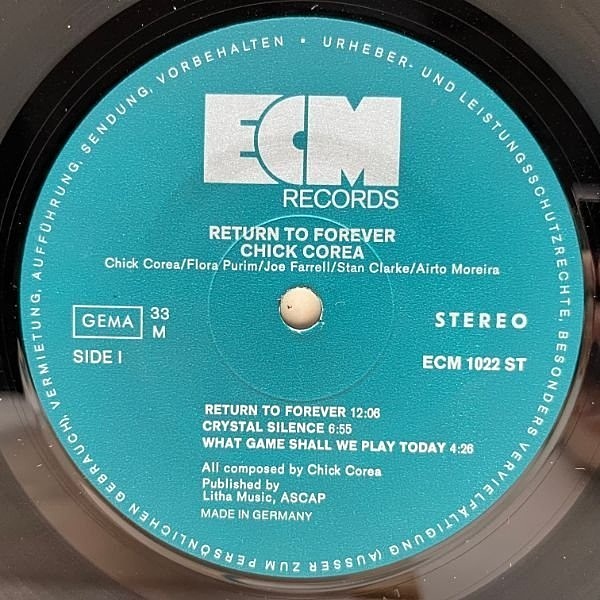 URHEBER- UND LEISTUNGSSCHUTZRECHTE, BESONDERS VERVIELFÄLTIGUNG (AUSSER ZUM PERSÖNLICHEN GEBRAUCH), VERMIETUNG, AUFFÜHRUNG, SENDUNG, VORBEHALTEN •
ECM
RECORDS
RETURN TO FOREVER
CHICK COREA
Chick Corea/Flora Purim/Joe Farrell/Stan Clarke/Airto Moreira
GEMA 33 STEREO
M
SIDE I ECM 1022 ST
RETURN TO FOREVER 12:06
CRYSTAL SILENCE 6:55
WHAT GAME SHALL WE PLAY TODAY 4:26
All composed by Chick Corea
Published by
Litha Music, ASCAP
MADE IN GERMANY